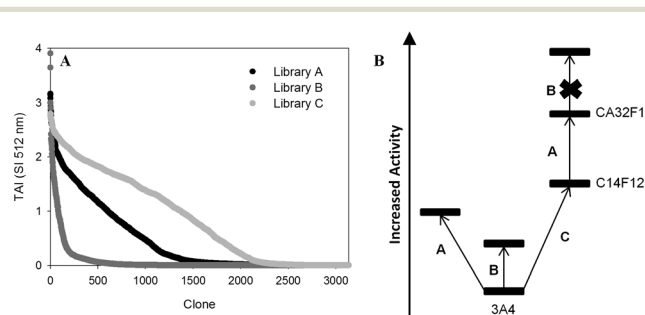 A
TAI (SI 512 nm)
4
3
2
1
0
Library A
Library B
Library C
0 500 1000 1500 2000 2500 3000
Clone
B
Increased Activity
B
CA32F1
A
C14F12
A
B
C
3A4